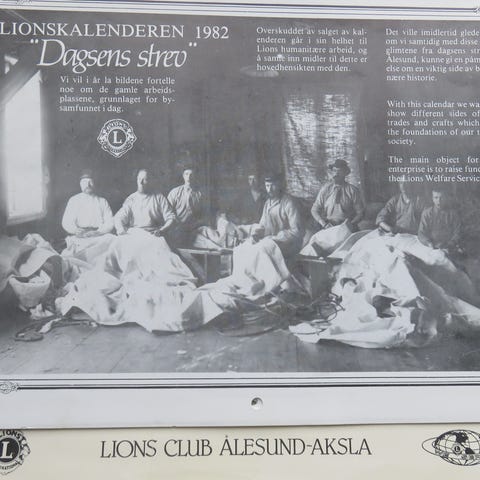 LIONSKALENDEREN 1982
"Dagsens strev"
Vi vil i år la bildene fortelle
noe om de gamle arbeids-
plassene, grunnlaget for by-
samfunnet i dag.
LIONS
L
Overskuddet av salget av kal-
enderen går i sin helhet til
Lions humanitære arbeid, og
å samle inn midler til dette er
hovedhensikten med den.
Det ville imidlertid glede
om vi samtidig med disse
glimtene fra dagsens
Ålesund, kunne gi en
else om en viktig side av
nære historie.
With this calendar we
show different sides of
trades and crafts which
the foundations of our
society.
The main object for
enterprise is to raise
the Lions Welfare
LIONS CLUB ÅLESUND-AKSLA
LIONS
L